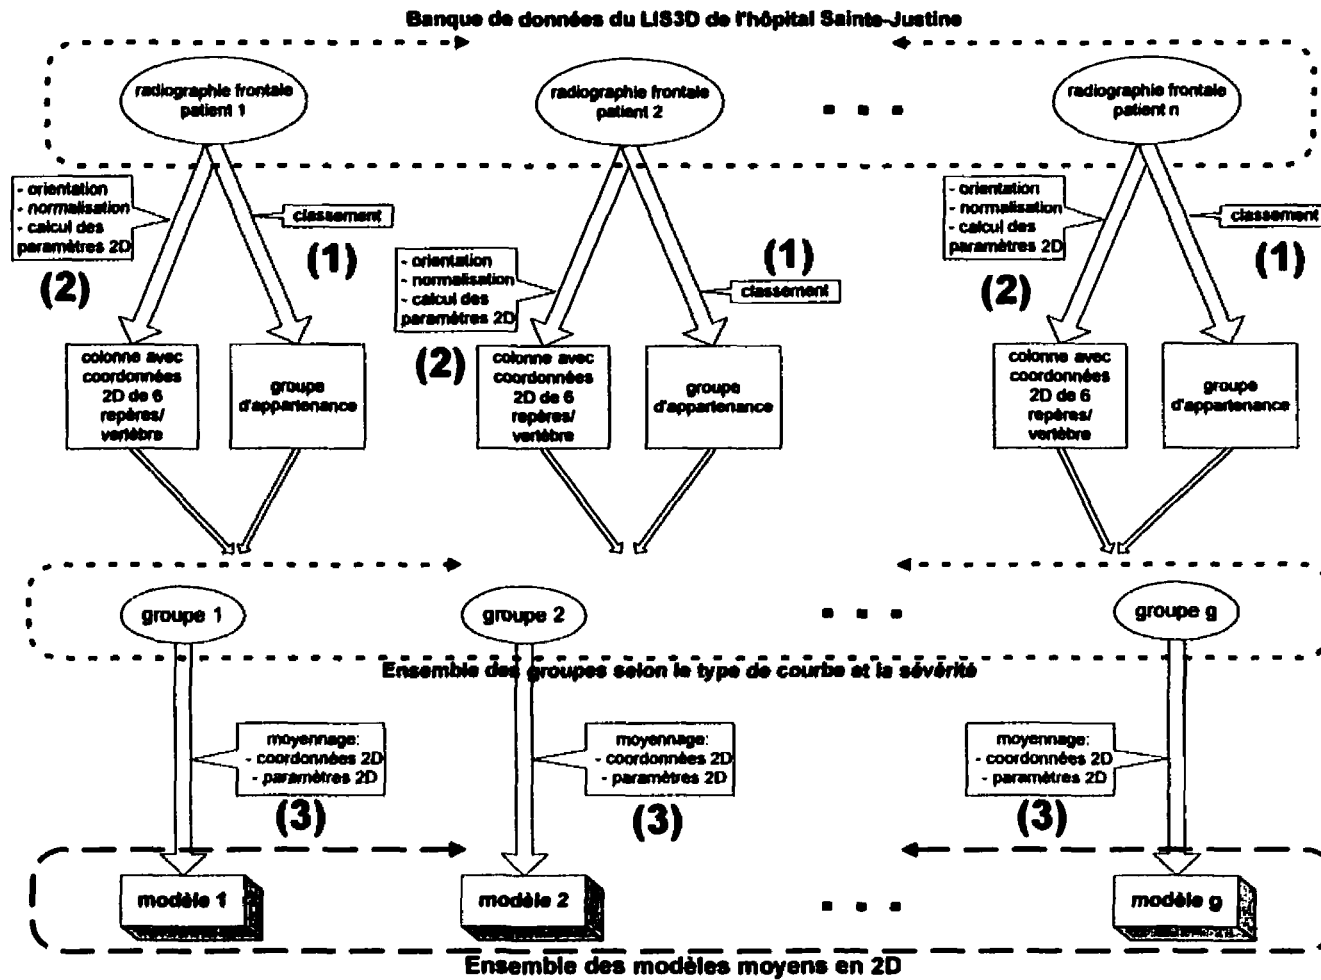 Banque de données du LIS3D de l'hôpital Sainte-Justine
radiographie frontale
patient 1
radiographie frontale
patient 2
radiographie frontale
patient n
- orientation
- normalisation
- calcul des
paramètres 2D
(2)
classement
(1)
- orientation
- normalisation
- calcul des
paramètres 2D
(2)
classement
(1)
- orientation
- normalisation
- calcul des
paramètres 2D
(2)
classement
(1)
colonne avec
coordonnées
2D de 6
repères/
vertèbre
groupe
d'appartenance
colonne avec
coordonnées
2D de 6
repères/
vertèbre
groupe
d'appartenance
colonne avec
coordonnées
2D de 6
repères/
vertèbre
groupe
d'appartenance
groupe 1
groupe 2
groupe g
Ensemble des groupes selon le type de courbe et la sévérité
moyennage:
- coordonnées 2D
- paramètres 2D
(3)
moyennage:
- coordonnées 2D
- paramètres 2D
(3)
moyennage:
- coordonnées 2D
- paramètres 2D
(3)
modèle 1
modèle 2
modèle g
Ensemble des modèles moyens en 2D